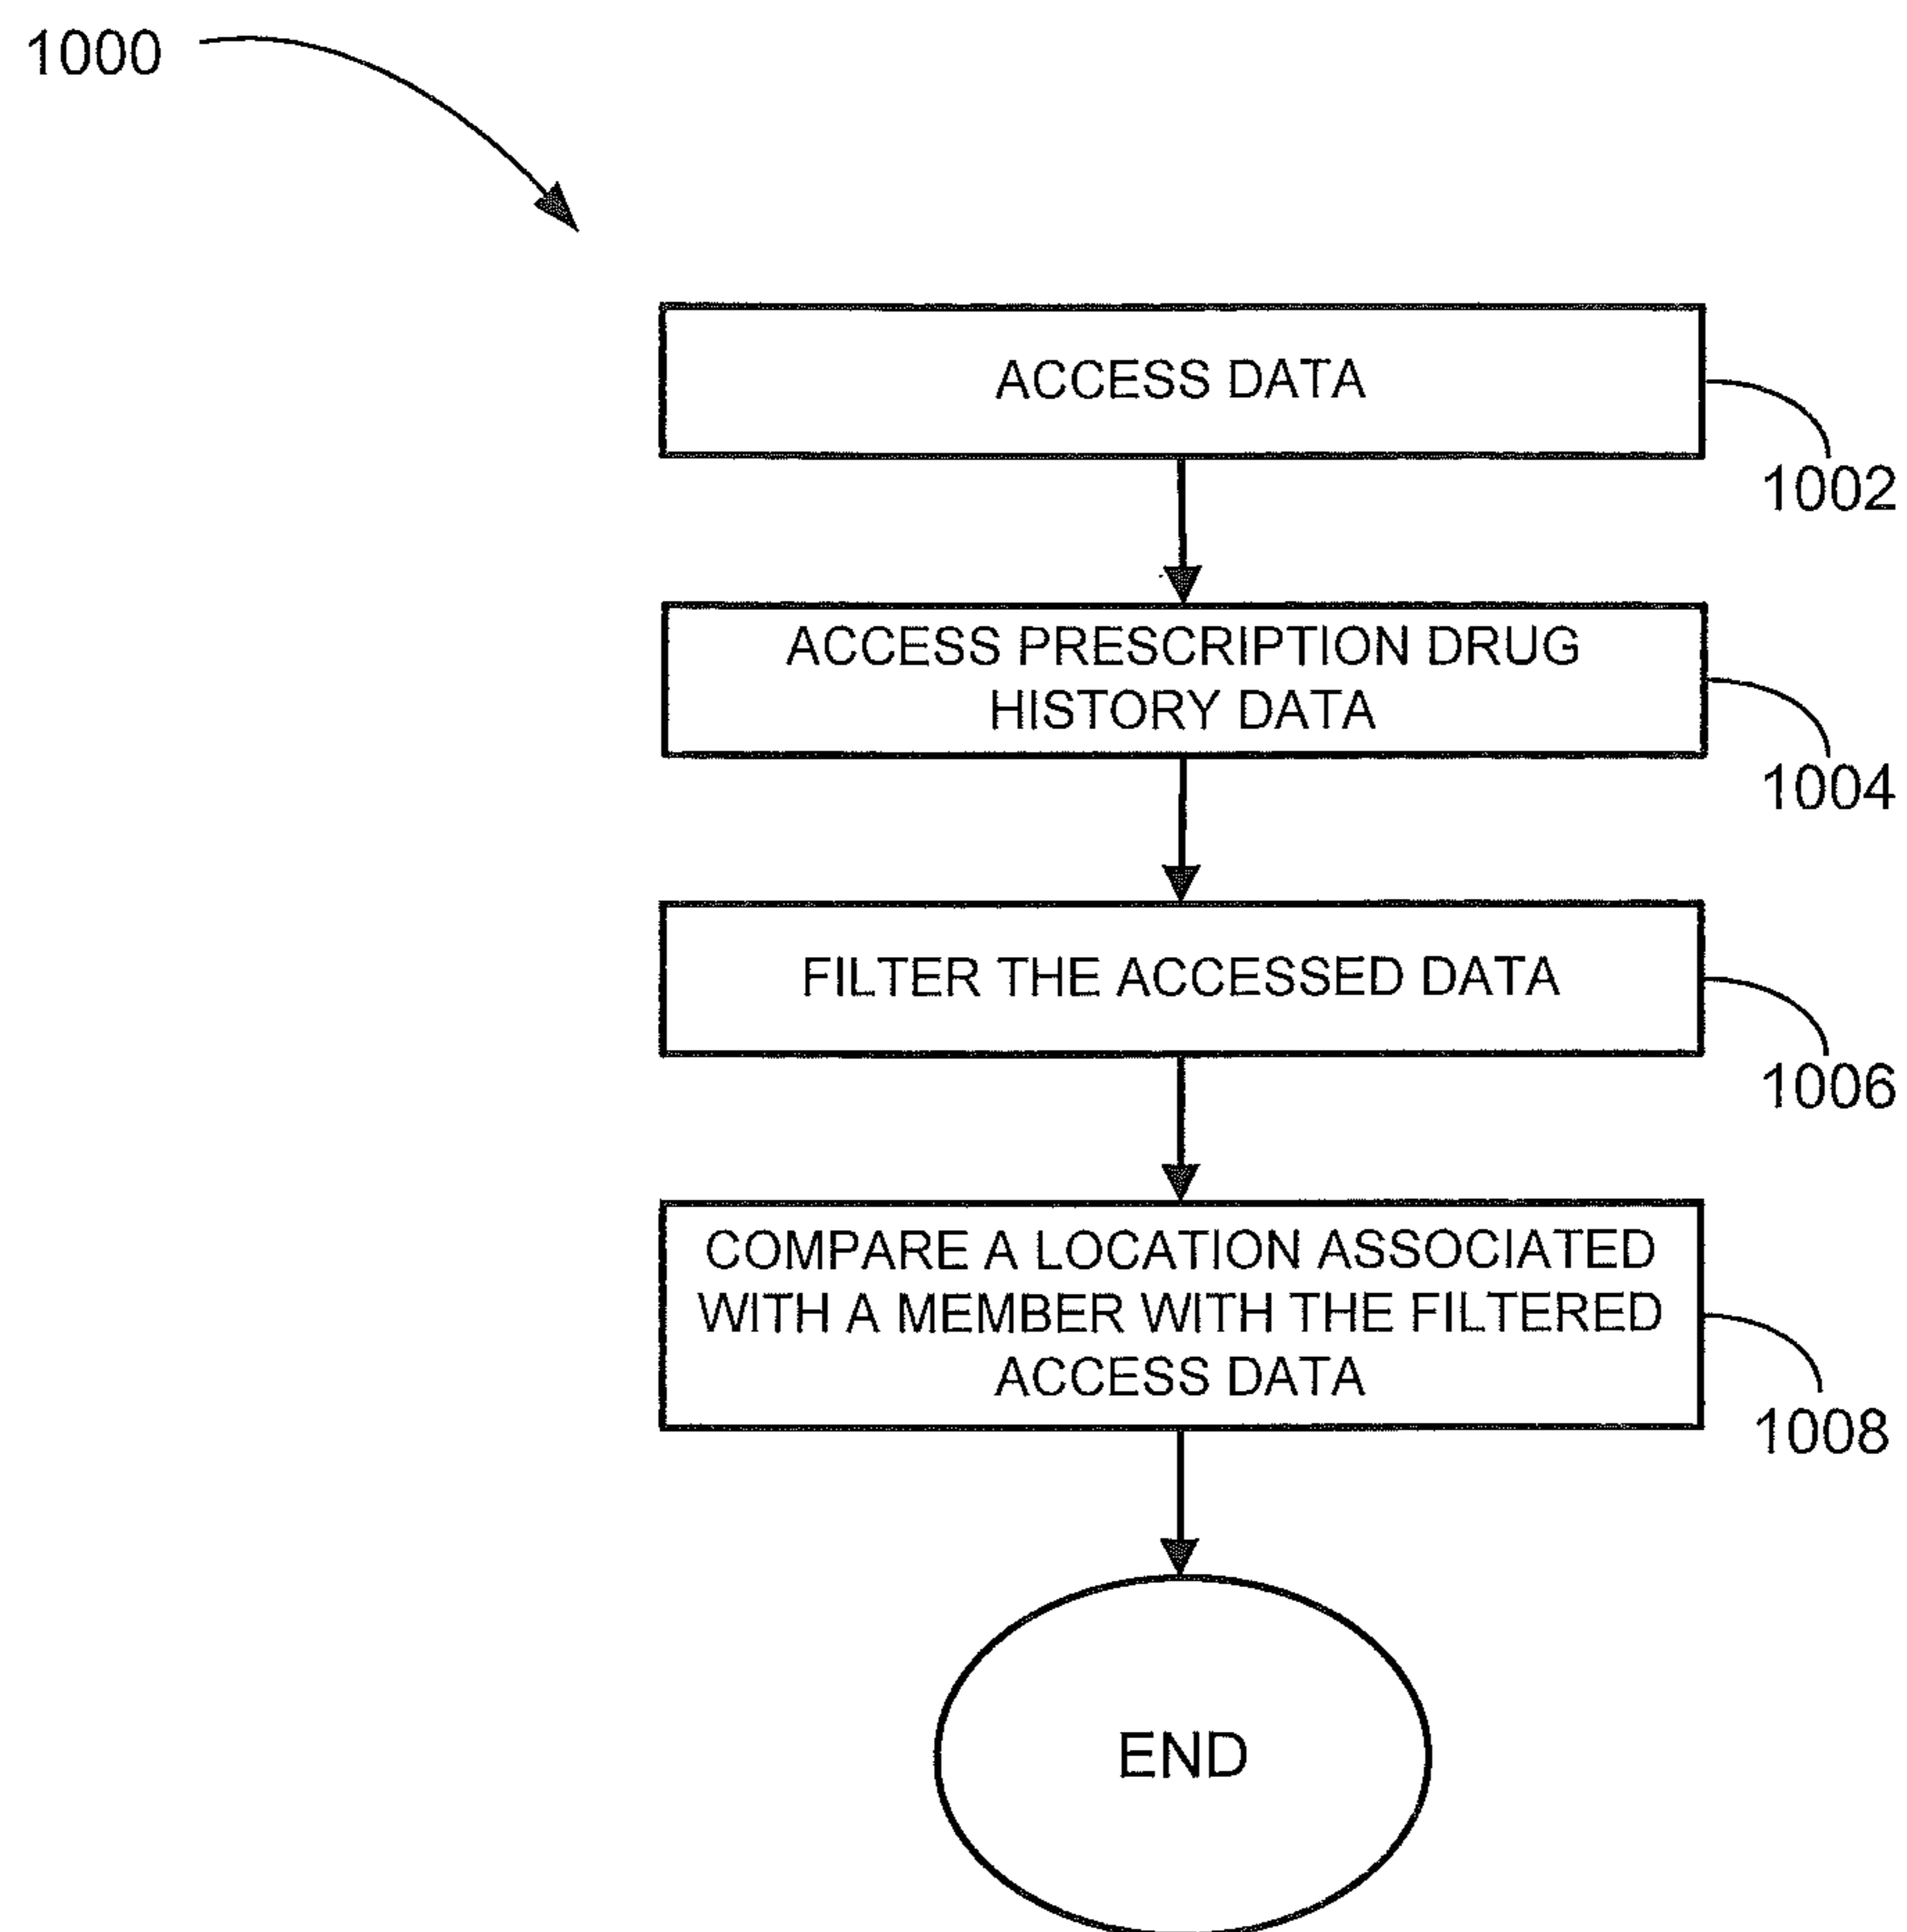 1000
ACCESS DATA
1002
ACCESS PRESCRIPTION DRUG
HISTORY DATA
1004
FILTER THE ACCESSED DATA
1006
COMPARE A LOCATION ASSOCIATED
WITH A MEMBER WITH THE FILTERED
ACCESS DATA
1008
END